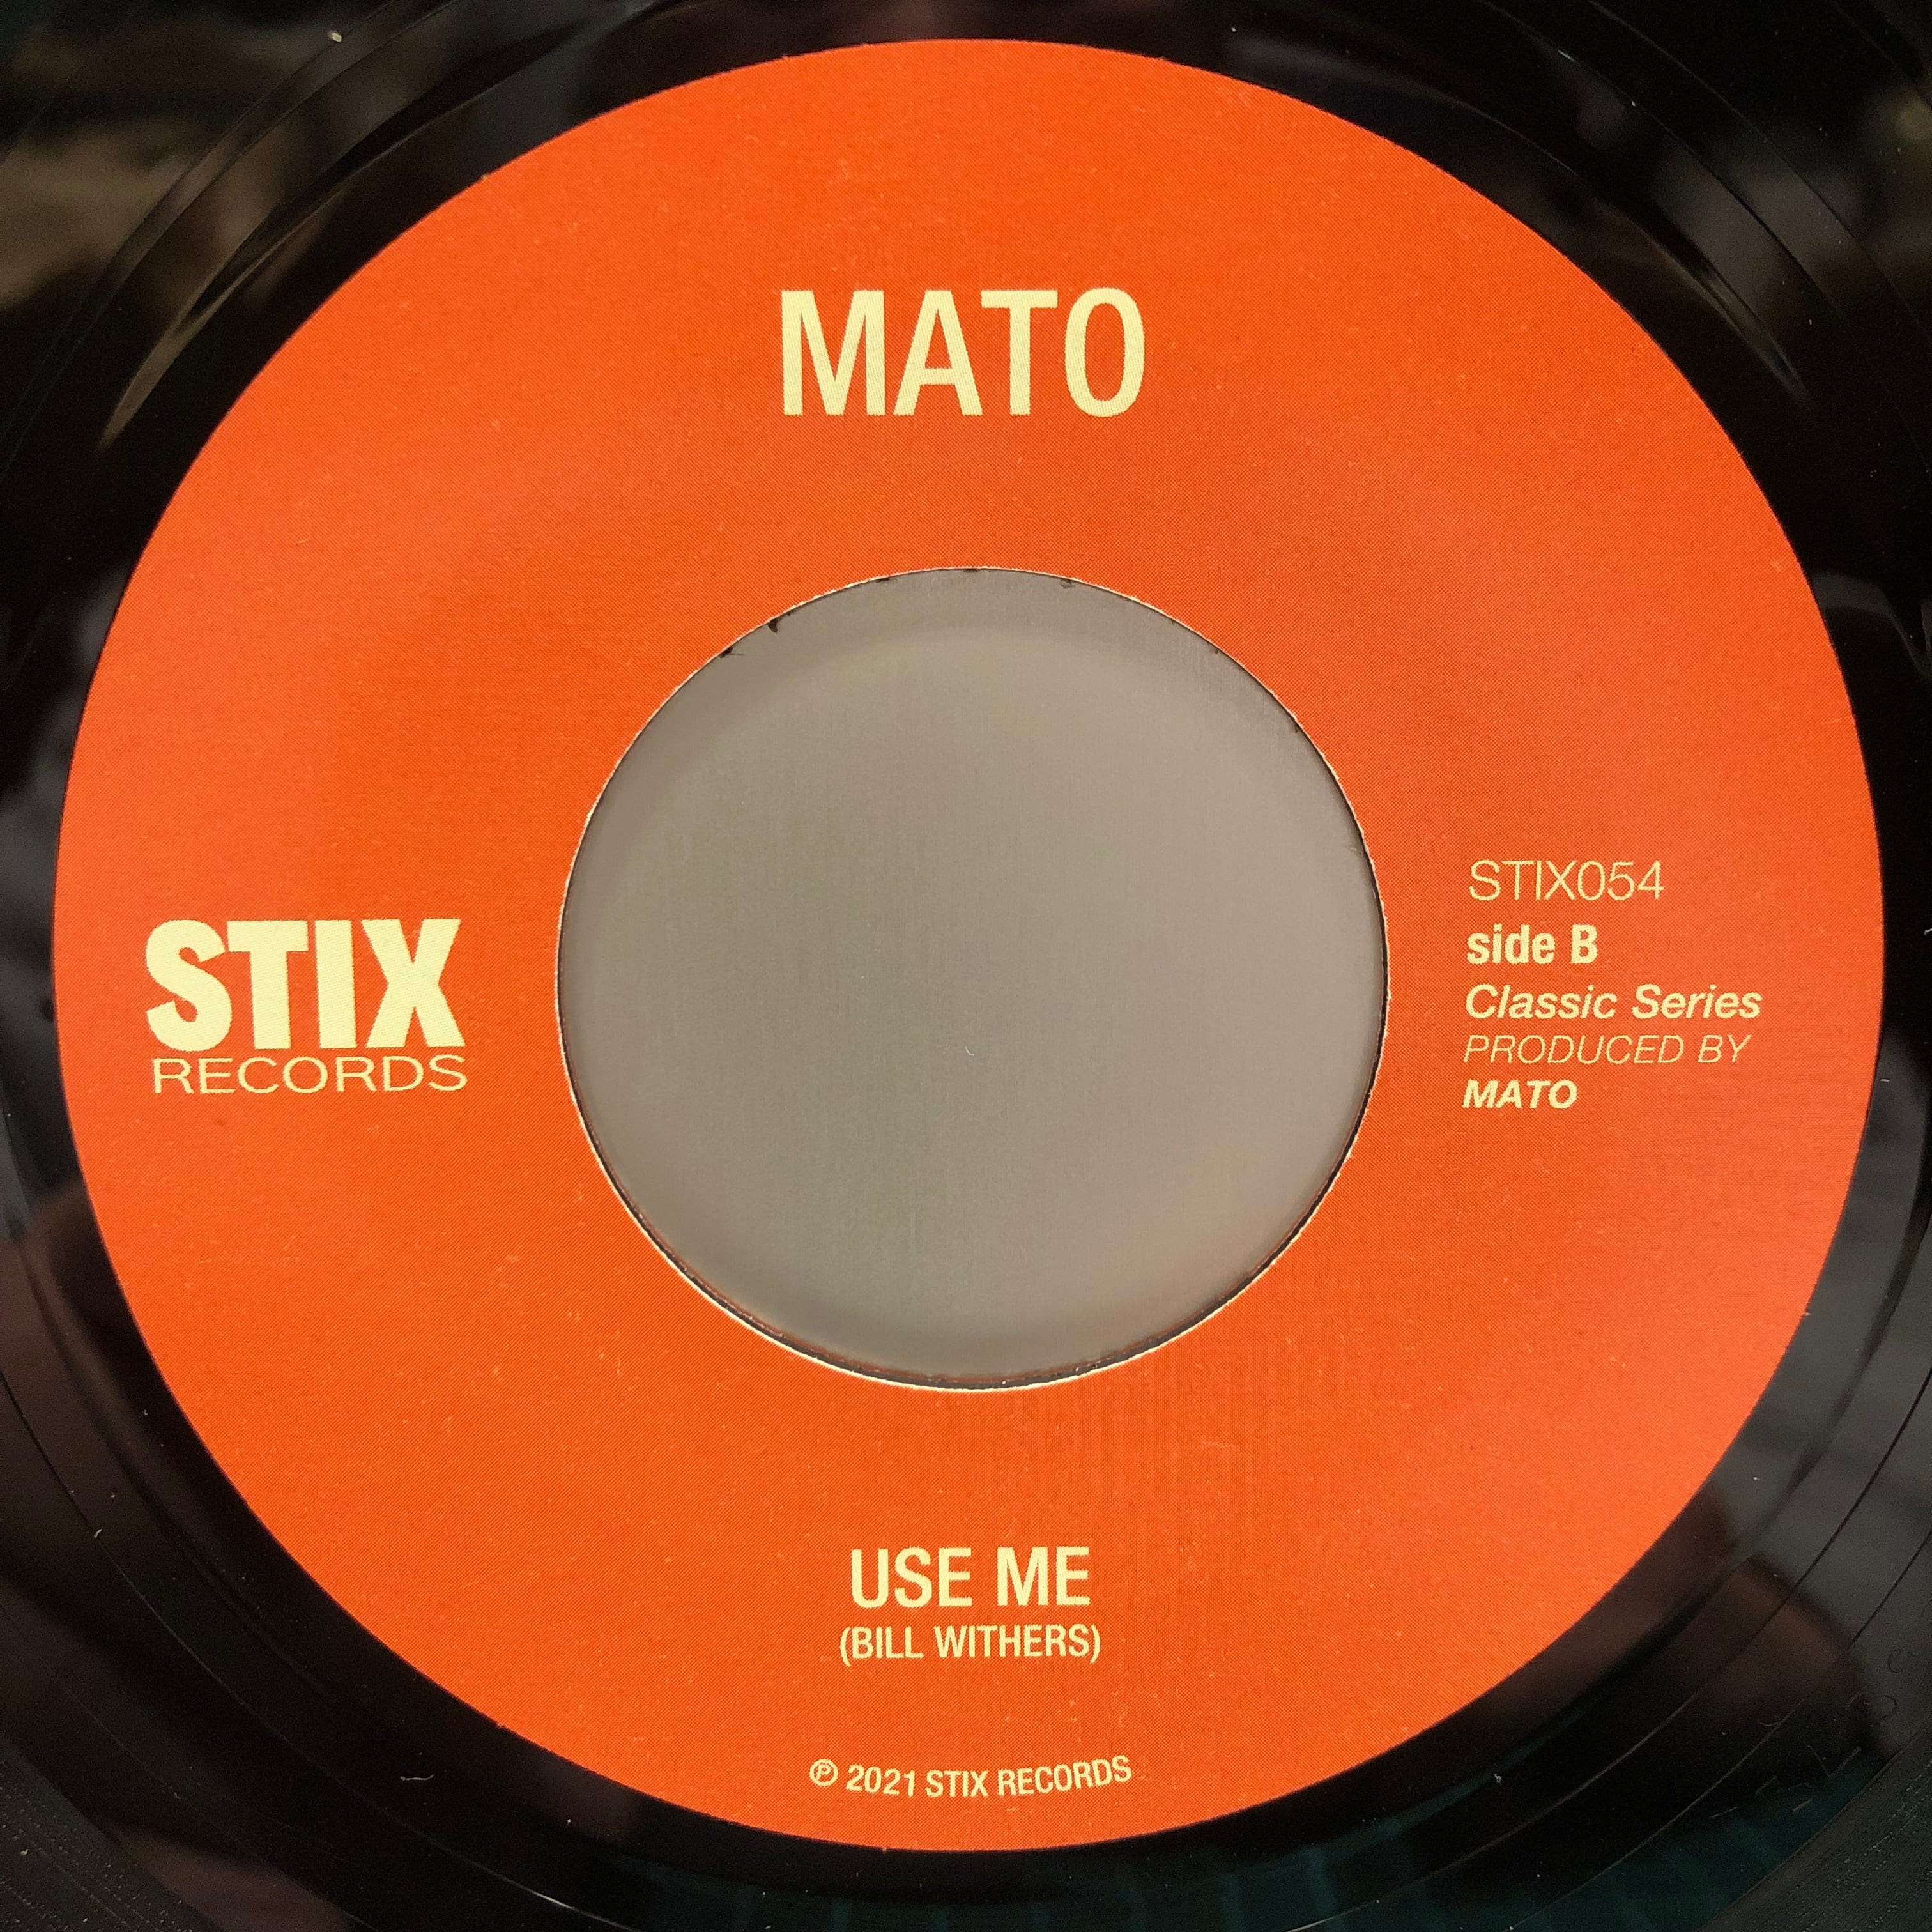 MATO
STIX
RECORDS
STIX054
side B
Classic Series
PRODUCED BY
MATO
USE ME
(BILL WITHERS)
℗ 2021 STIX RECORDS